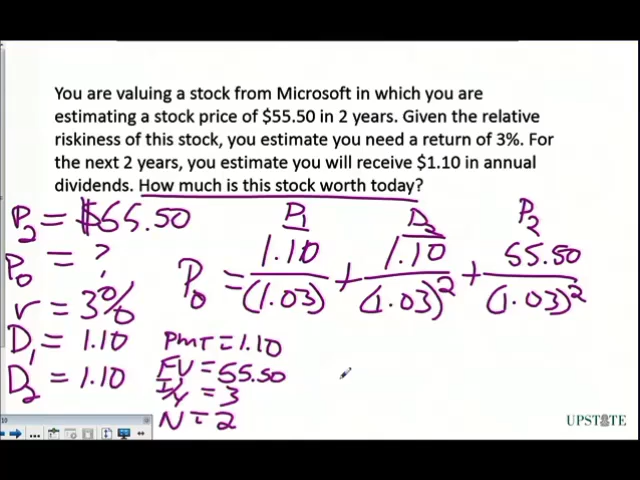 You are valuing a stock from Microsoft in which you are
estimating a stock price of $55.50 in 2 years. Given the relative
riskiness of this stock, you estimate you need a return of 3%. For
the next 2 years, you estimate you will receive $1.10 in annual
dividends. How much is this stock worth today?
P2 = $55.50
P0 = ?
r = 3%
D1 = 1.10
D2 = 1.10
P1 D2 P2
P0 = 1.10/(1.03) + 1.10/(1.03)^2 + 55.50/(1.03)^2
PMT = 1.10
FV = 55.50
I/Y = 3
N = 2
10
UPSTATE